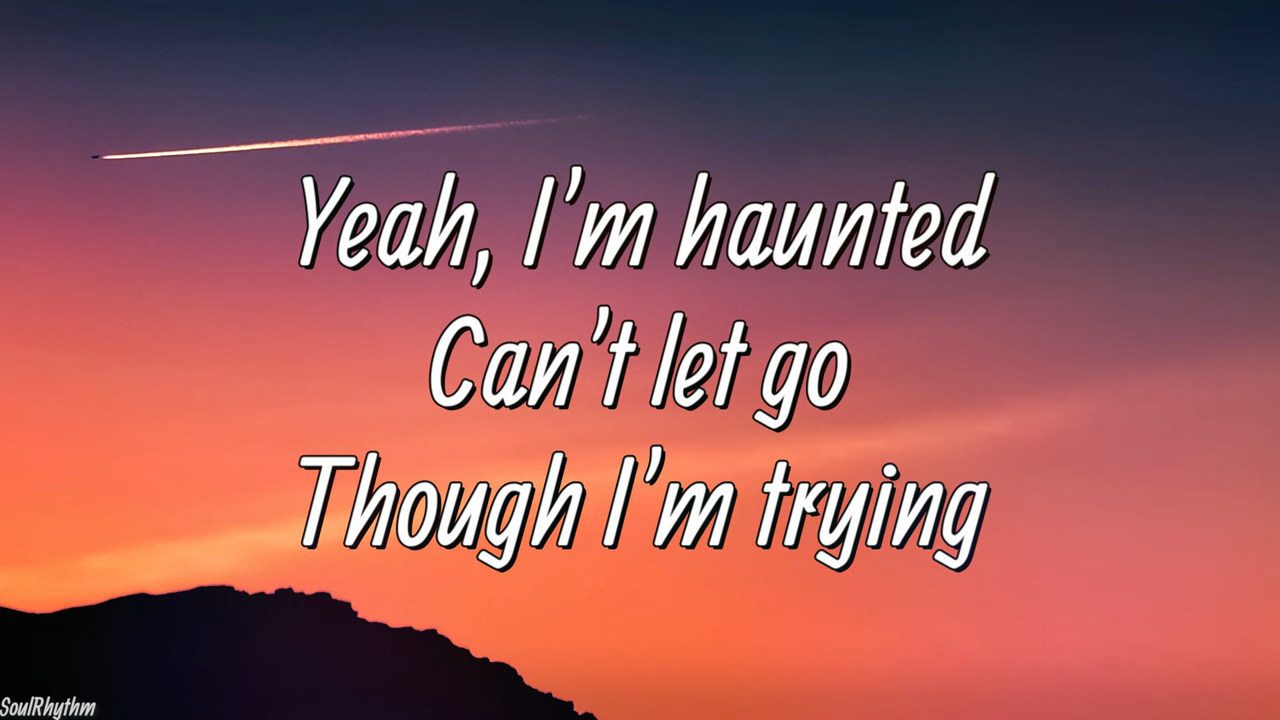 Yeah, I'm haunted
Can't let go
Though I'm trying
SoulRhythm